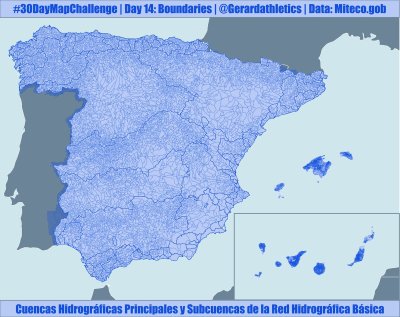 #30DayMapChallenge | Day 14: Boundaries | @Gerardathletics | Data: Miteco.gob
Cuencas Hidrográficas Principales y Subcuencas de la Red Hidrográfica Básica